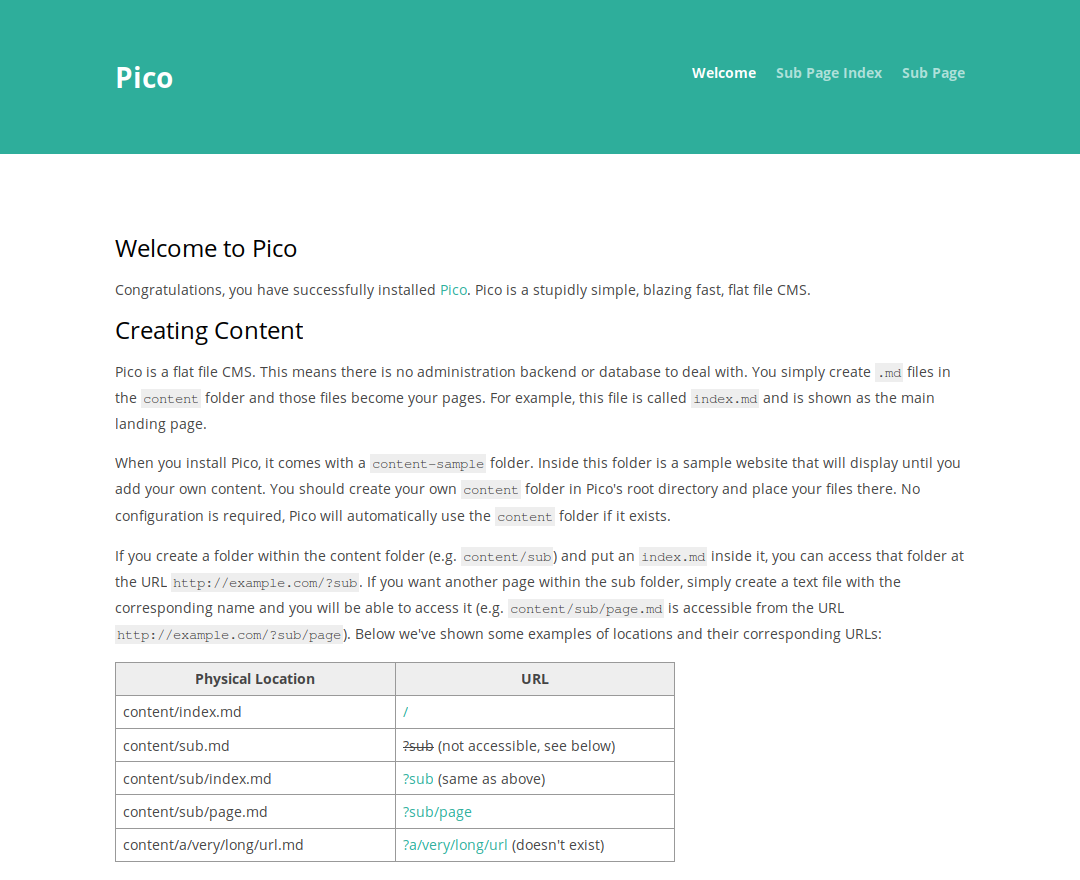 Pico
Welcome Sub Page Index Sub Page
Welcome to Pico
Congratulations, you have successfully installed Pico. Pico is a stupidly simple, blazing fast, flat file CMS.
Creating Content
Pico is a flat file CMS. This means there is no administration backend or database to deal with. You simply create .md files in
the content folder and those files become your pages. For example, this file is called index.md and is shown as the main
landing page.
When you install Pico, it comes with a content-sample folder. Inside this folder is a sample website that will display until you
add your own content. You should create your own content folder in Pico's root directory and place your files there. No
configuration is required, Pico will automatically use the content folder if it exists.
If you create a folder within the content folder (e.g. content/sub) and put an index.md inside it, you can access that folder at
the URL http://example.com/?sub. If you want another page within the sub folder, simply create a text file with the
corresponding name and you will be able to access it (e.g. content/sub/page.md is accessible from the URL
http://example.com/?sub/page). Below we've shown some examples of locations and their corresponding URLs:
Physical Location URL
content/index.md /
content/sub.md ?sub (not accessible, see below)
content/sub/index.md ?sub (same as above)
content/sub/page.md ?sub/page
content/a/very/long/url.md ?a/very/long/url (doesn't exist)